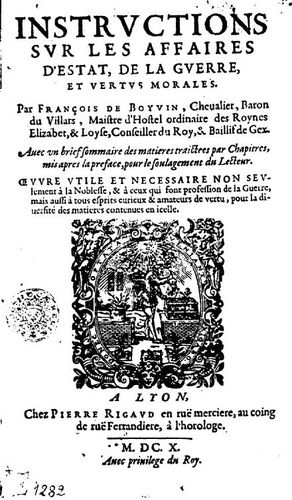 INSTRVCTIONS
SVR LES AFFAIRES
D'ESTAT, DE LA GVERRE,
ET VERTVS MORALES.
Par FRANÇOIS DE BOYVIN, Cheualier, Baron
du Villars, Maistre d'Hostel ordinaire des Roynes
Elizabet, & Loyse, Conseiller du Roy, & Baillif de Gex.
Auec vn brief sommaire des matieres traictees par Chapitres,
mis apres la preface, pour le soulagement du Lecteur.
ŒVVRE VTILE ET NECESSAIRE NON SEV-
lement à la Noblesse, & à ceux qui font profession de la Guerre,
mais aussi à tous esprits curieux & amateurs de vertu, pour la di-
uersité des matieres contenues en icelle.
A LYON,
Chez PIERRE RIGAVD en ruë merciere, au coing
de ruë Ferrandiere, à l'horologe.
M. DC. X.
Auec priuilege du Roy.
1282